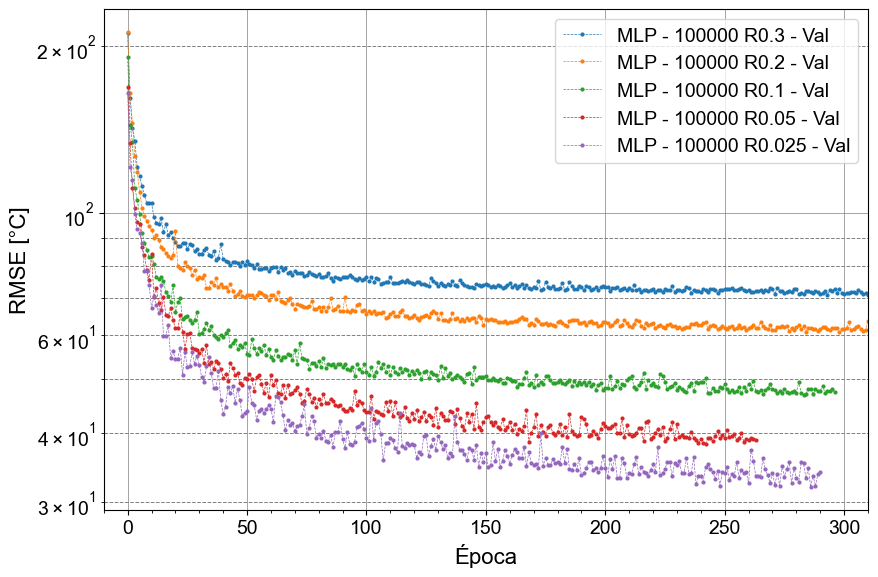 MLP - 100000 R0.3 - Val
MLP - 100000 R0.2 - Val
MLP - 100000 R0.1 - Val
MLP - 100000 R0.05 - Val
MLP - 100000 R0.025 - Val
RMSE [°C]
2 × 10²
10²
6 × 10¹
4 × 10¹
3 × 10¹
0 50 100 150 200 250 300
Época